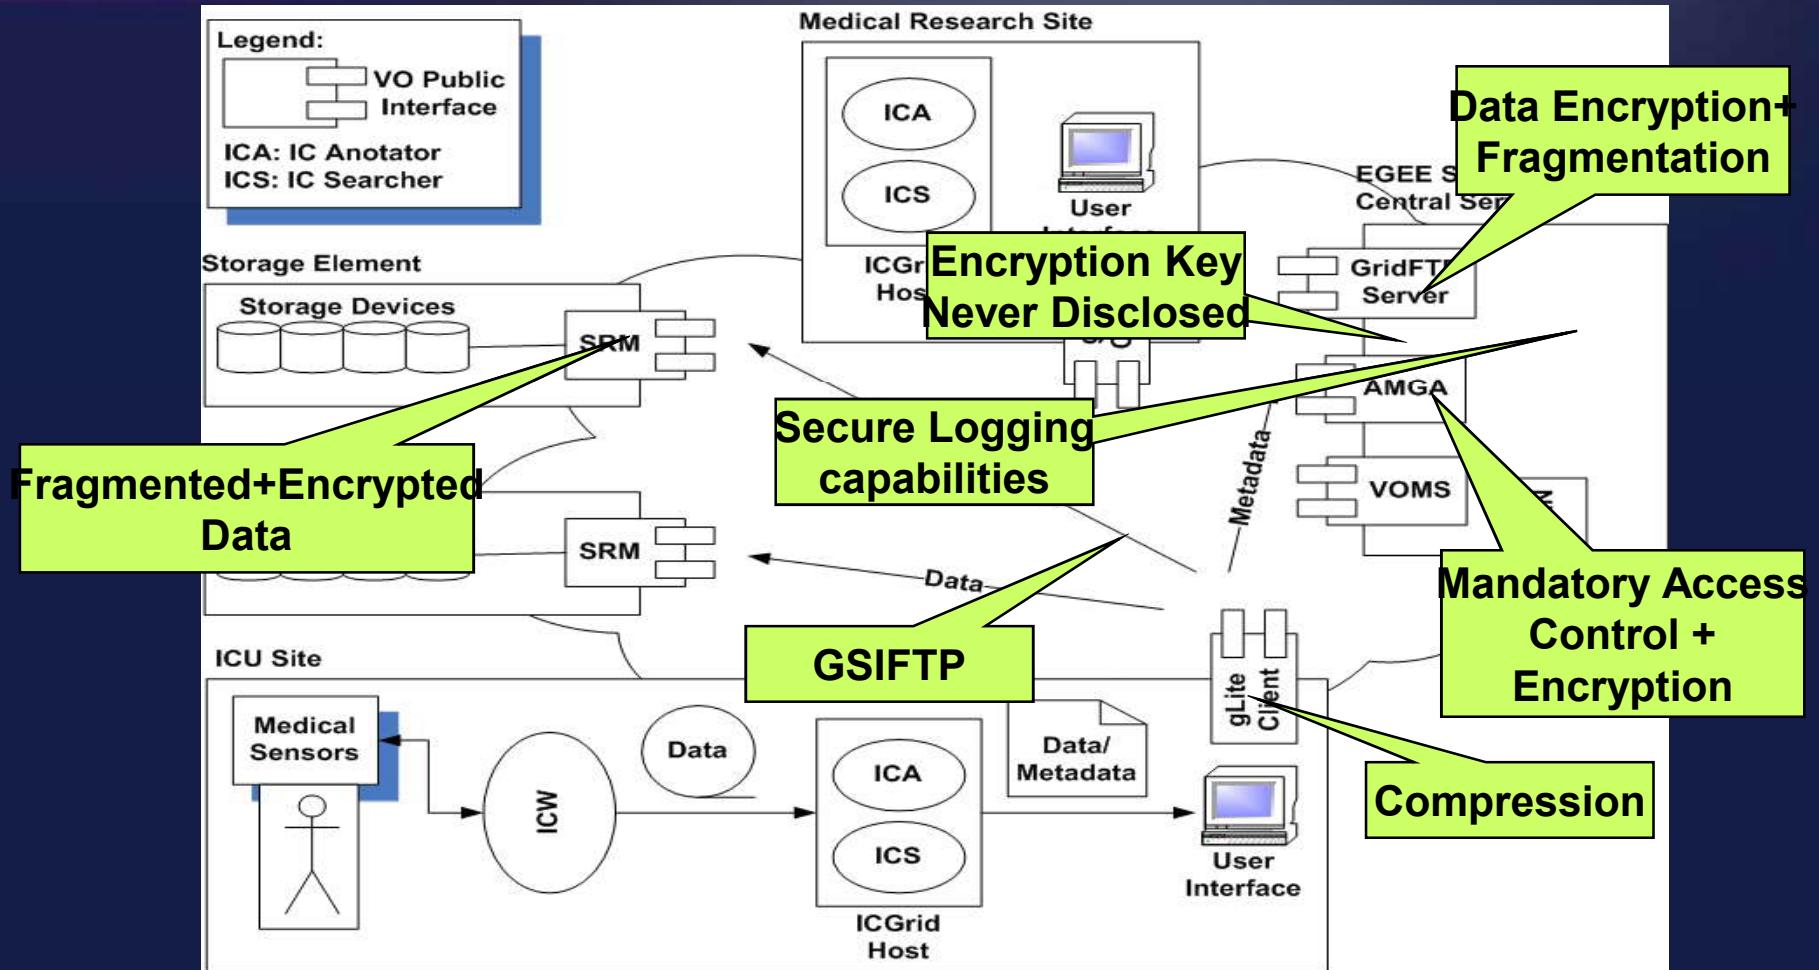 Medical Research Site
Legend:
VO Public
Interface
ICA: IC Anotator
ICS: IC Searcher
ICA
ICS
User
ICGr
Hos
Data Encryption+
Fragmentation
EGEE S
Central Ser
GridFT
Server
Encryption Key
Never Disclosed
Storage Element
Storage Devices
SRM
AMGA
Secure Logging
capabilities
Metadata
VOMS
Fragmented+Encrypted
Data
SRM
Data
Mandatory Access
Control +
Encryption
GSIFTP
ICU Site
gLite
Client
Medical
Sensors
ICW
Data
ICA
ICS
ICGrid
Host
Data/
Metadata
User
Interface
Compression